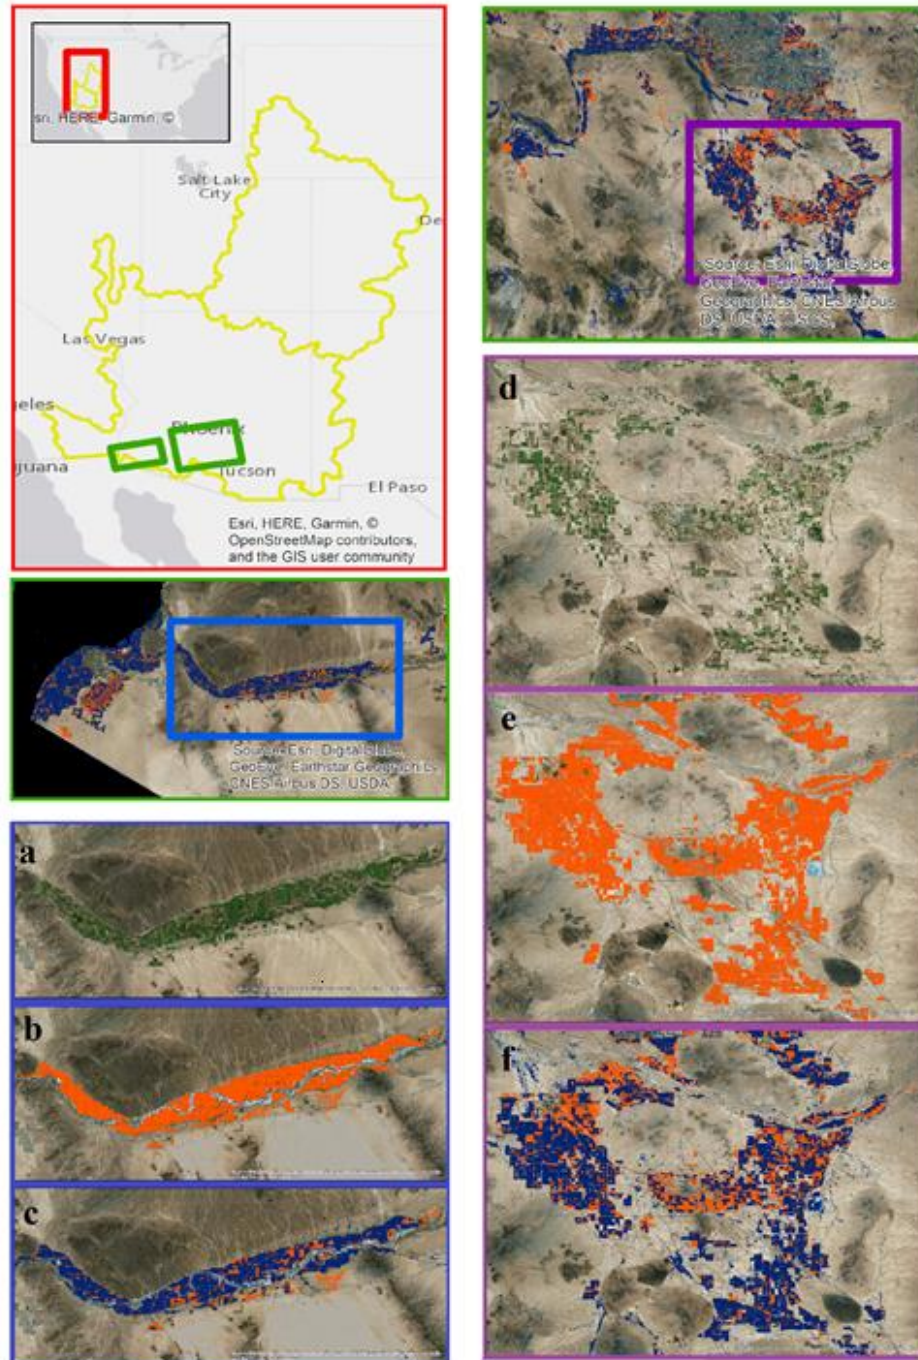 sri, HERE, Garmin, ©
Salt Lake
City
De
Las Vegas
eles
Phoenix
juana
Tucson
El Paso
Esri, HERE, Garmin, ©
OpenStreetMap contributors,
and the GIS user community
Source: Esri, DigitalGlobe,
GeoEye, Earthstar Geographics,
CNES/Airbus DS, USDA
a
b
c
Source: Esri, DigitalGlobe,
GeoEye, Earthstar
Geographics, CNES/Airbus
DS, USDA, USGS,
d
e
f